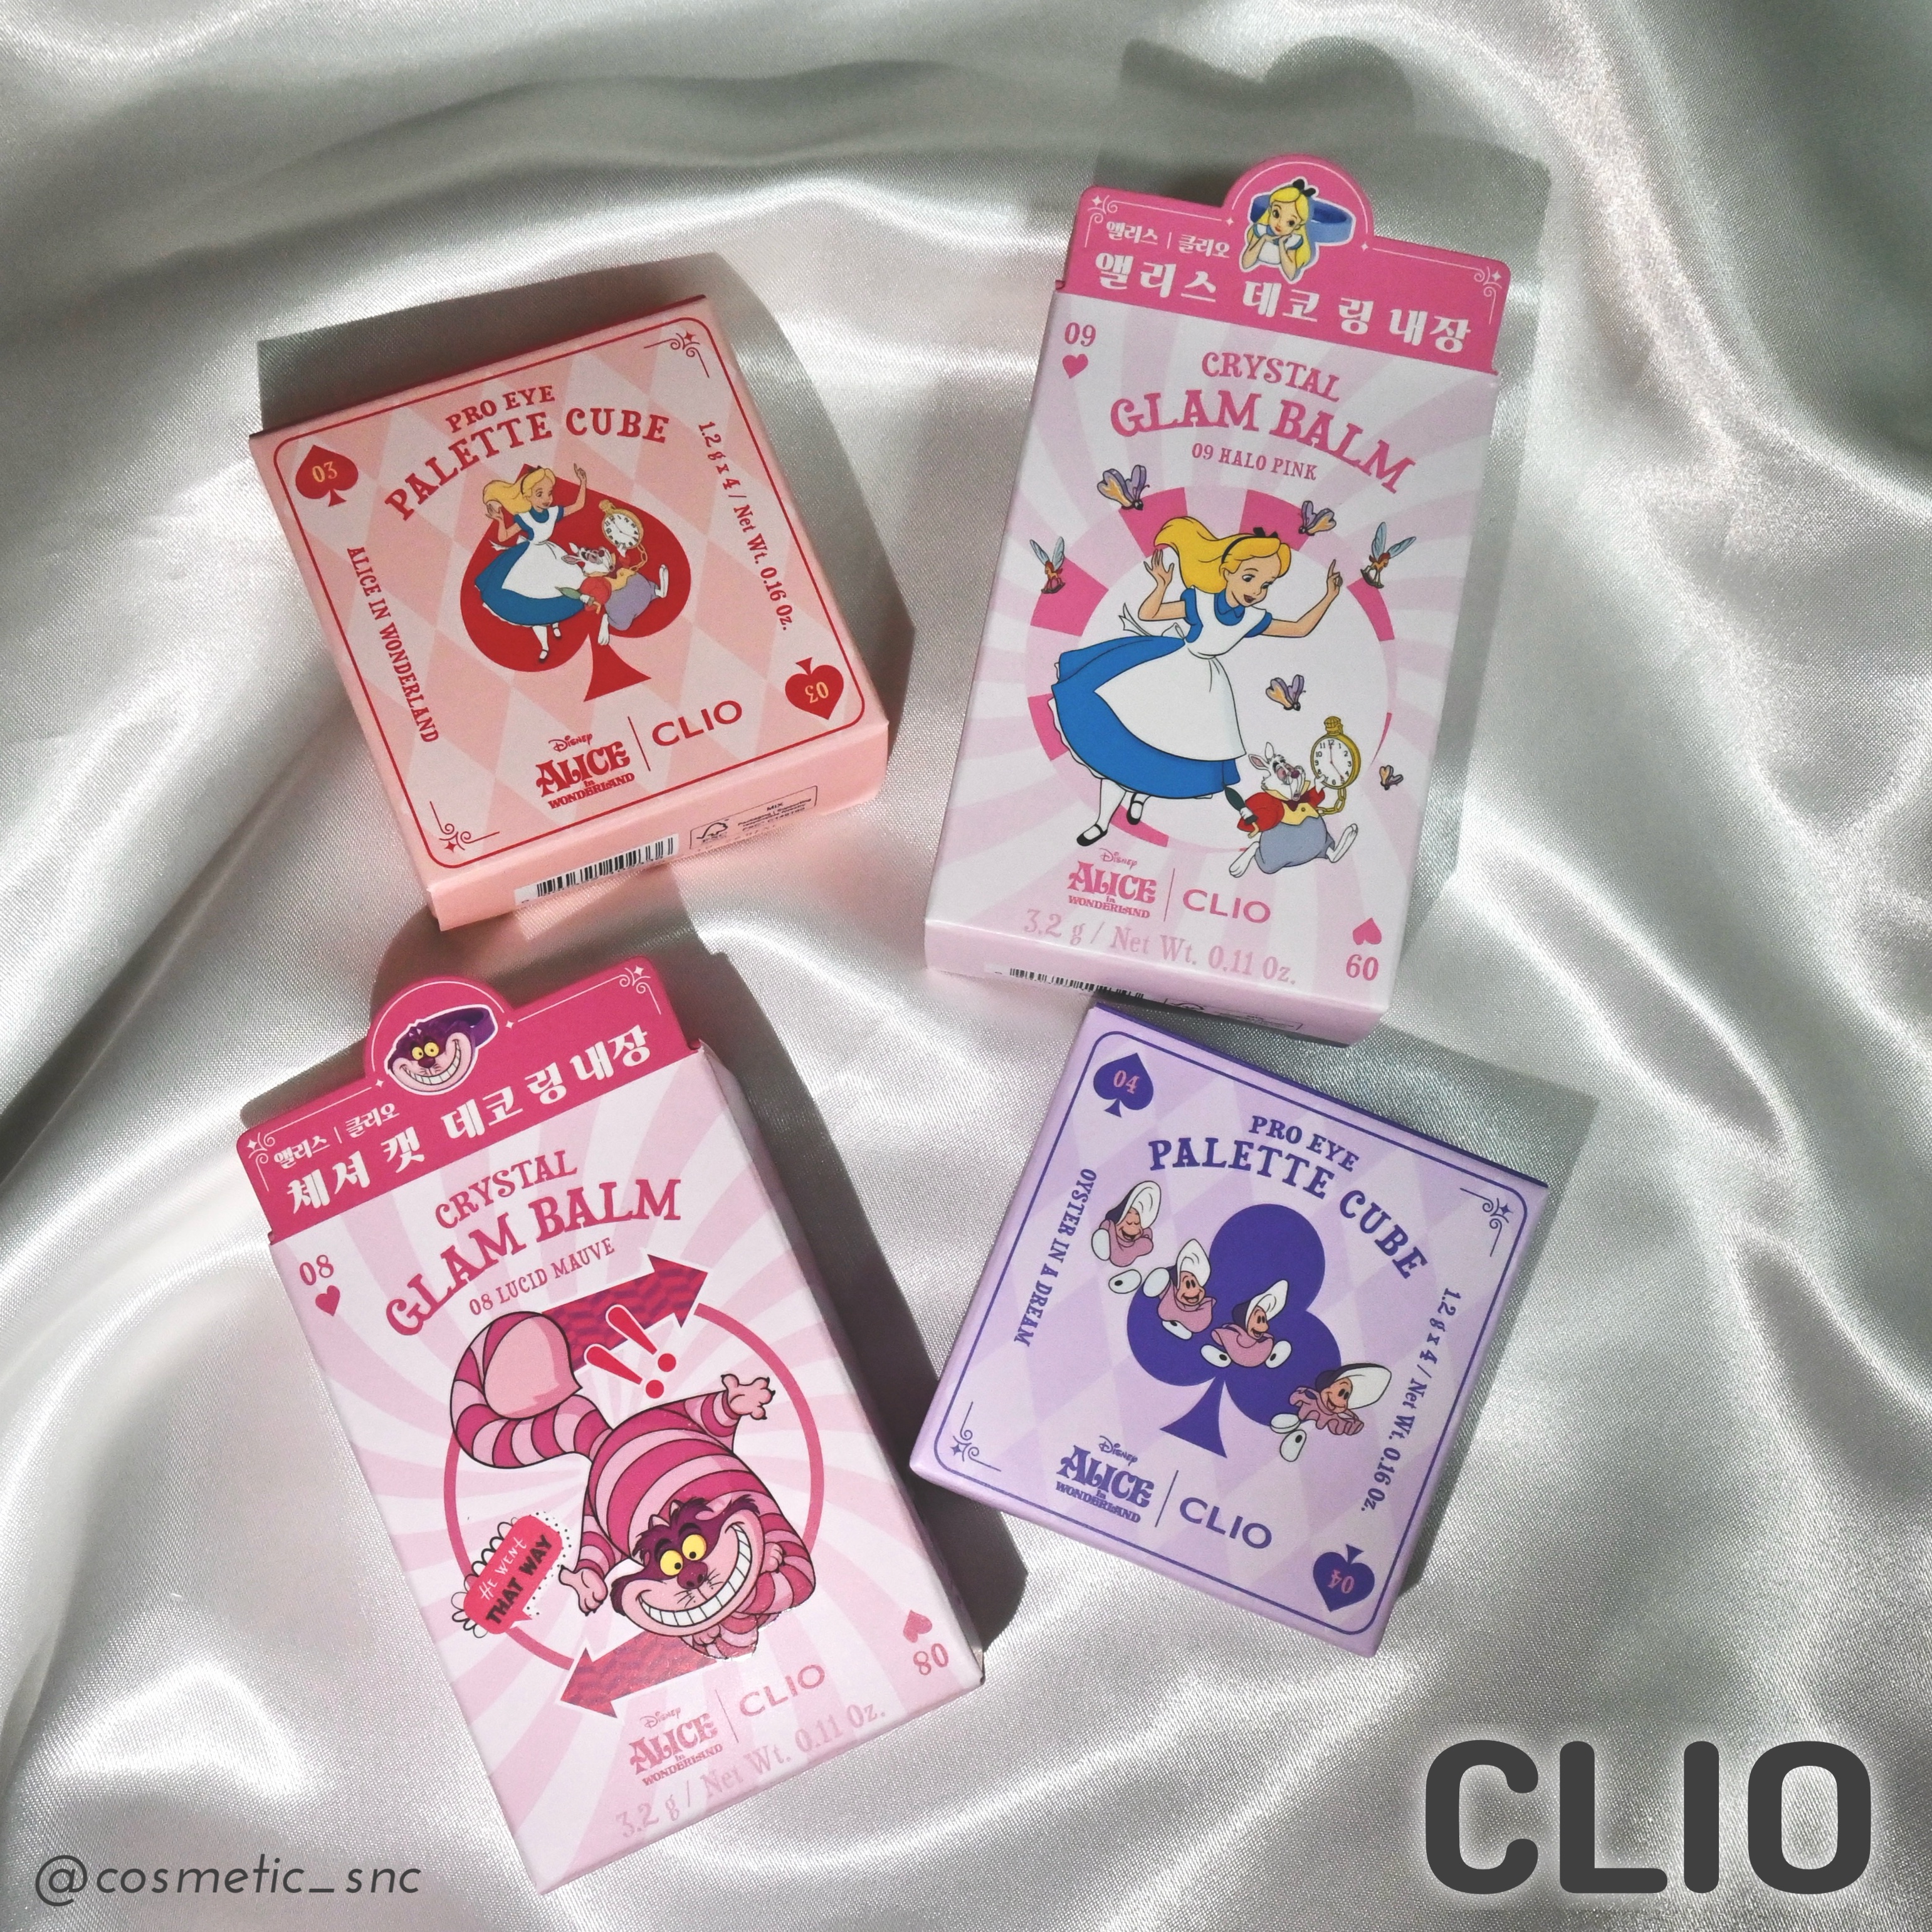 03
PRO EYE
PALETTE CUBE
1.2 g x 4 / Net Wt. 0.16 Oz.
ALICE IN WONDERLAND
Disney
ALICE
in
WONDERLAND
CLIO
03
MIX
FSC
앨리스 | 클리오
앨리스 데코 링 내장
09
CRYSTAL
GLAM BALM
09 HALO PINK
Disney
ALICE
in
WONDERLAND
CLIO
3.2 g / Net Wt. 0.11 Oz.
09
앨리스 | 클리오
체셔 캣 데코 링 내장
08
CRYSTAL
GLAM BALM
08 LUCID MAUVE
HE WENT
THAT WAY
Disney
ALICE
in
WONDERLAND
CLIO
3.2 g / Net Wt. 0.11 Oz.
08
04
PRO EYE
PALETTE CUBE
OYSTER IN A DREAM
1.2 g x 4 / Net Wt. 0.16 Oz.
Disney
ALICE
in
WONDERLAND
CLIO
04
@cosmetic_snc
CLIO